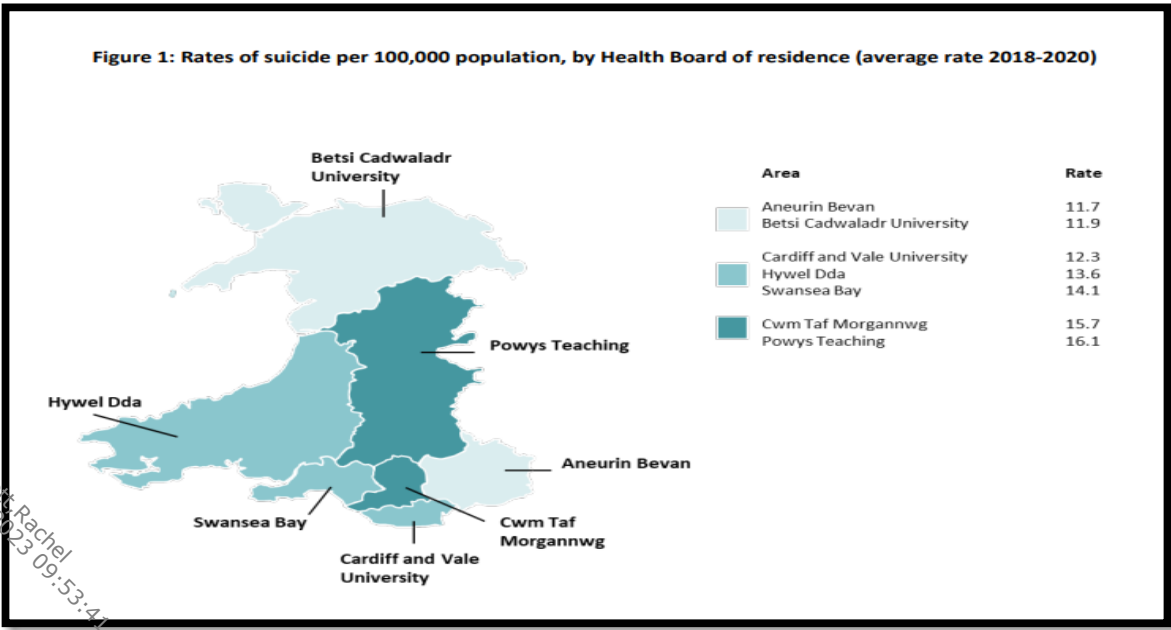 Figure 1: Rates of suicide per 100,000 population, by Health Board of residence (average rate 2018-2020)
Betsi Cadwaladr
University
Area Rate
Aneurin Bevan 11.7
Betsi Cadwaladr University 11.9
Cardiff and Vale University 12.3
Hywel Dda 13.6
Swansea Bay 14.1
Cwm Taf Morgannwg 15.7
Powys Teaching 16.1
Powys Teaching
Hywel Dda
Aneurin Bevan
Swansea Bay
Cwm Taf
Morgannwg
Cardiff and Vale
University
Rachel
09:53:41